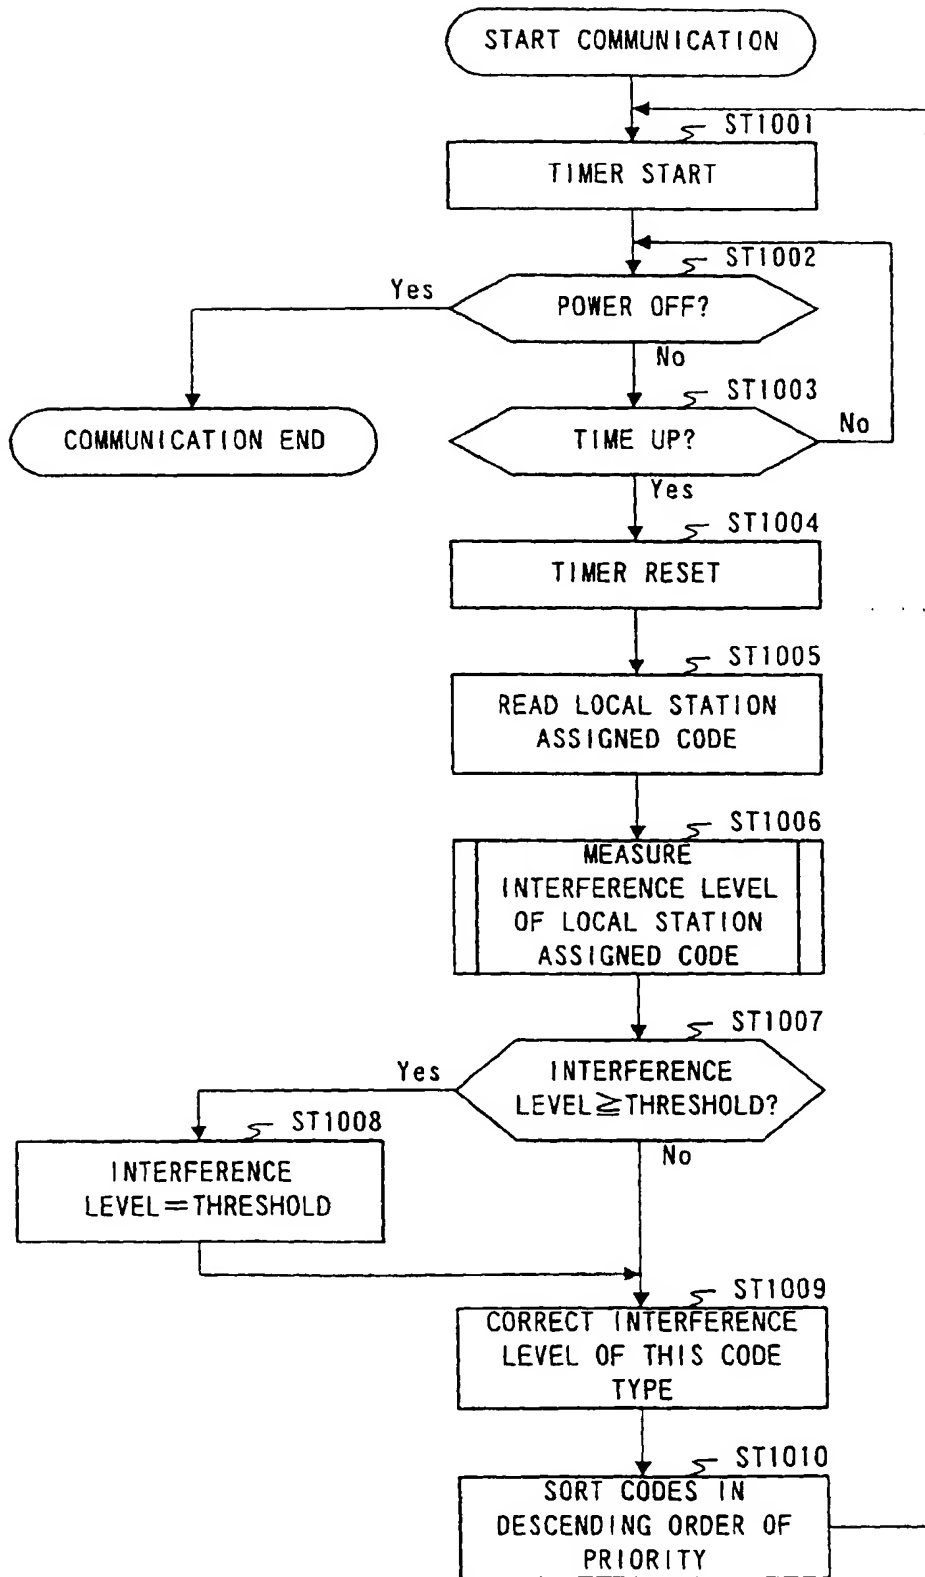 START COMMUNICATION
ST1001
TIMER START
ST1002
Yes
POWER OFF?
No
ST1003
COMMUNICATION END
TIME UP?
No
Yes
ST1004
TIMER RESET
ST1005
READ LOCAL STATION
ASSIGNED CODE
ST1006
MEASURE
INTERFERENCE LEVEL
OF LOCAL STATION
ASSIGNED CODE
ST1007
Yes
INTERFERENCE
LEVEL≧THRESHOLD?
No
ST1008
INTERFERENCE
LEVEL=THRESHOLD
ST1009
CORRECT INTERFERENCE
LEVEL OF THIS CODE
TYPE
ST1010
SORT CODES IN
DESCENDING ORDER OF
PRIORITY